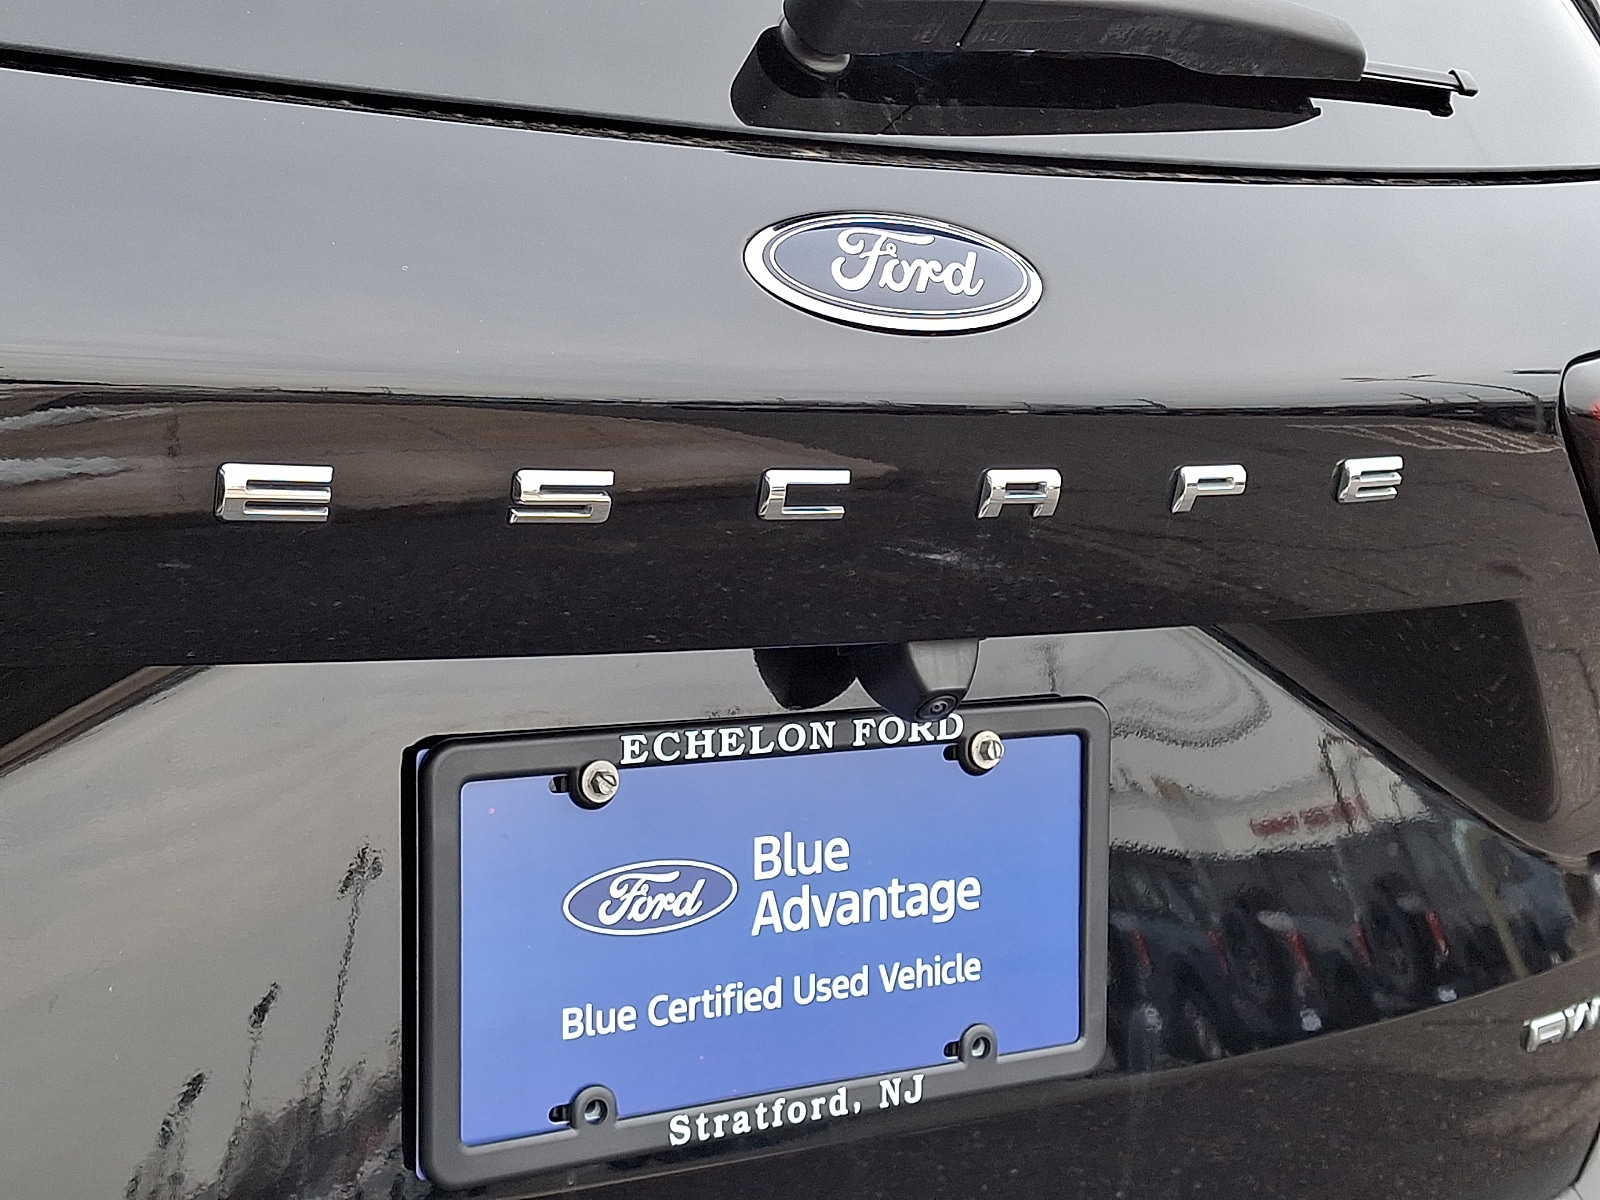 Ford
ESCAPE
ECHELON FORD
Ford
Blue
Advantage
Blue Certified Used Vehicle
Stratford, NJ